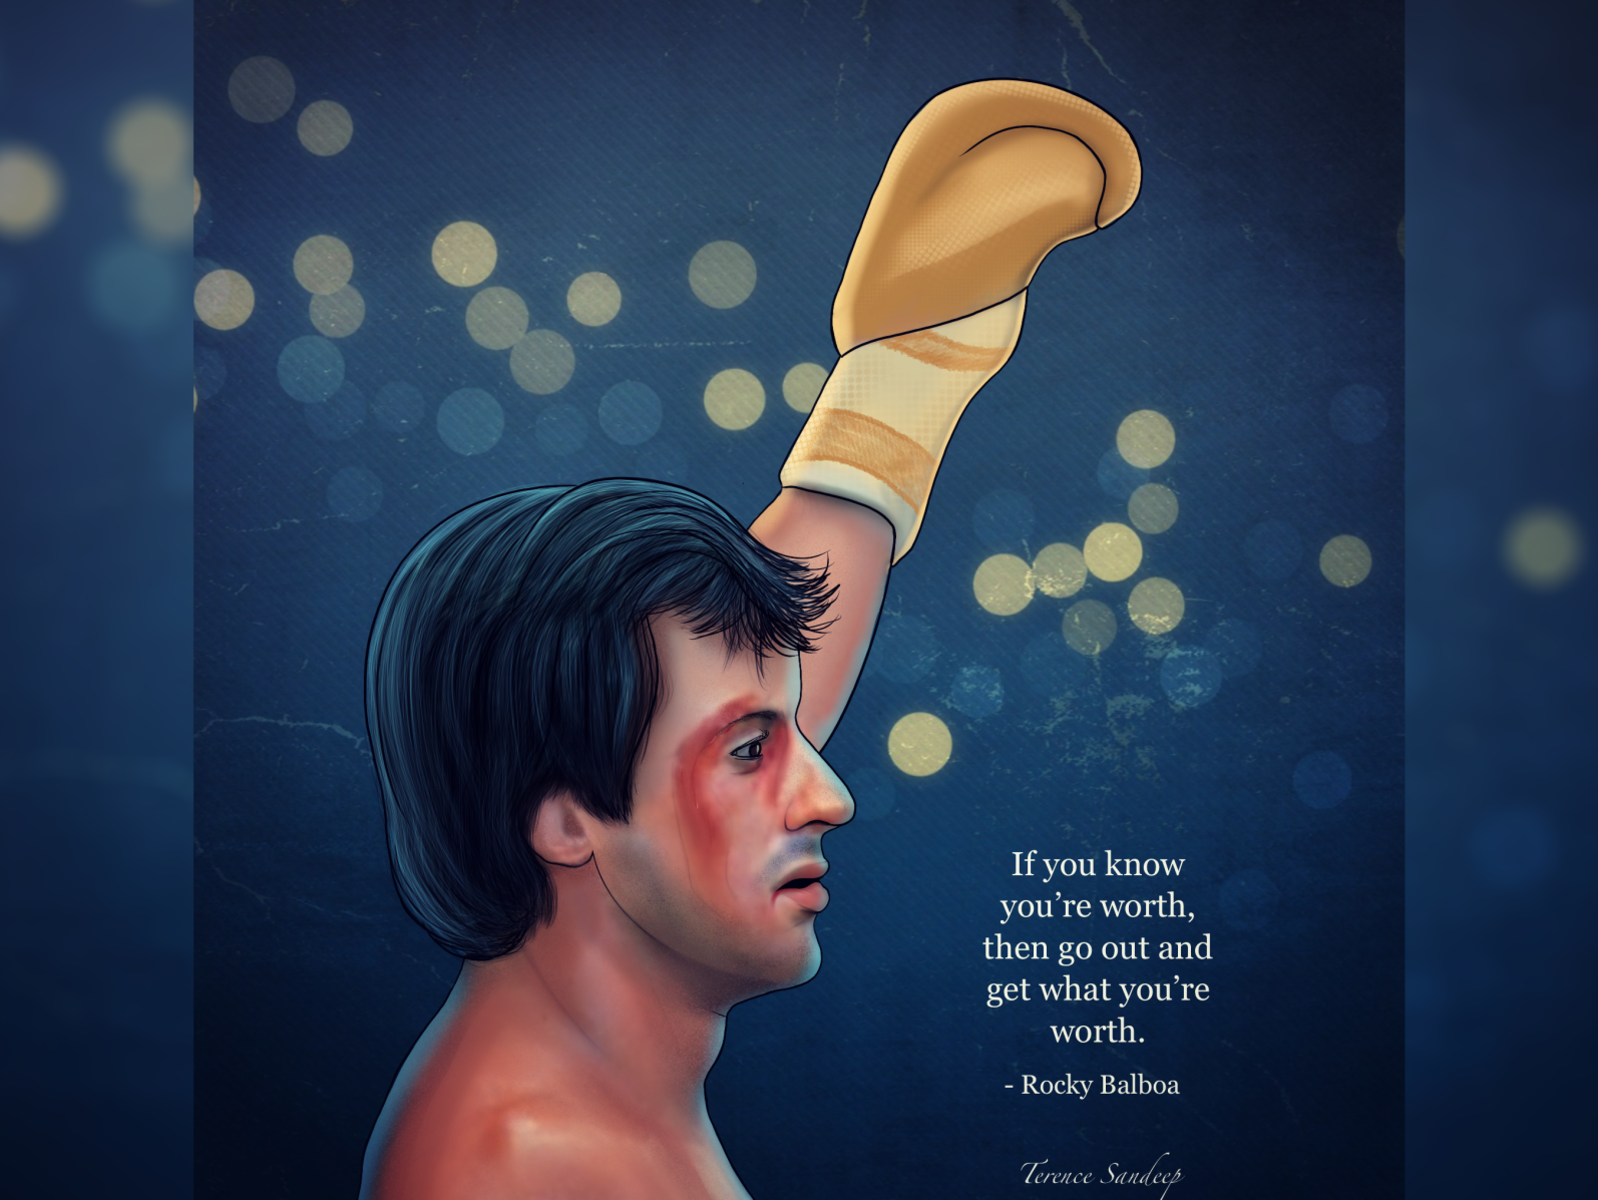 If you know
you’re worth,
then go out and
get what you’re
worth.
- Rocky Balboa
Terence Sandeep